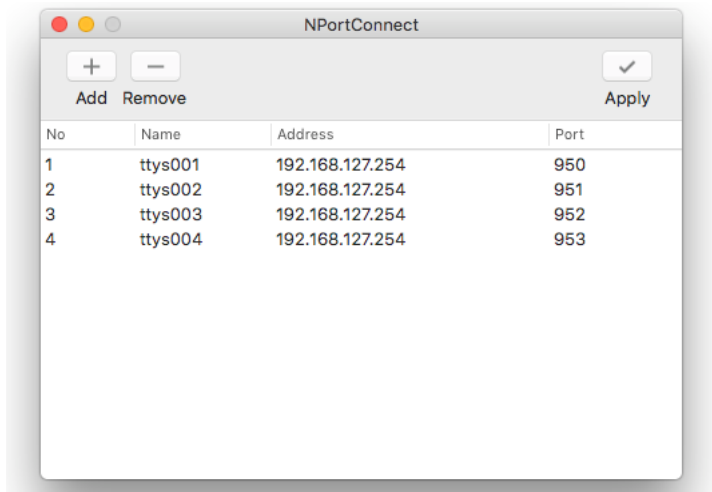 NPortConnect
Add Remove Apply
No Name Address Port
1 ttys001 192.168.127.254 950
2 ttys002 192.168.127.254 951
3 ttys003 192.168.127.254 952
4 ttys004 192.168.127.254 953